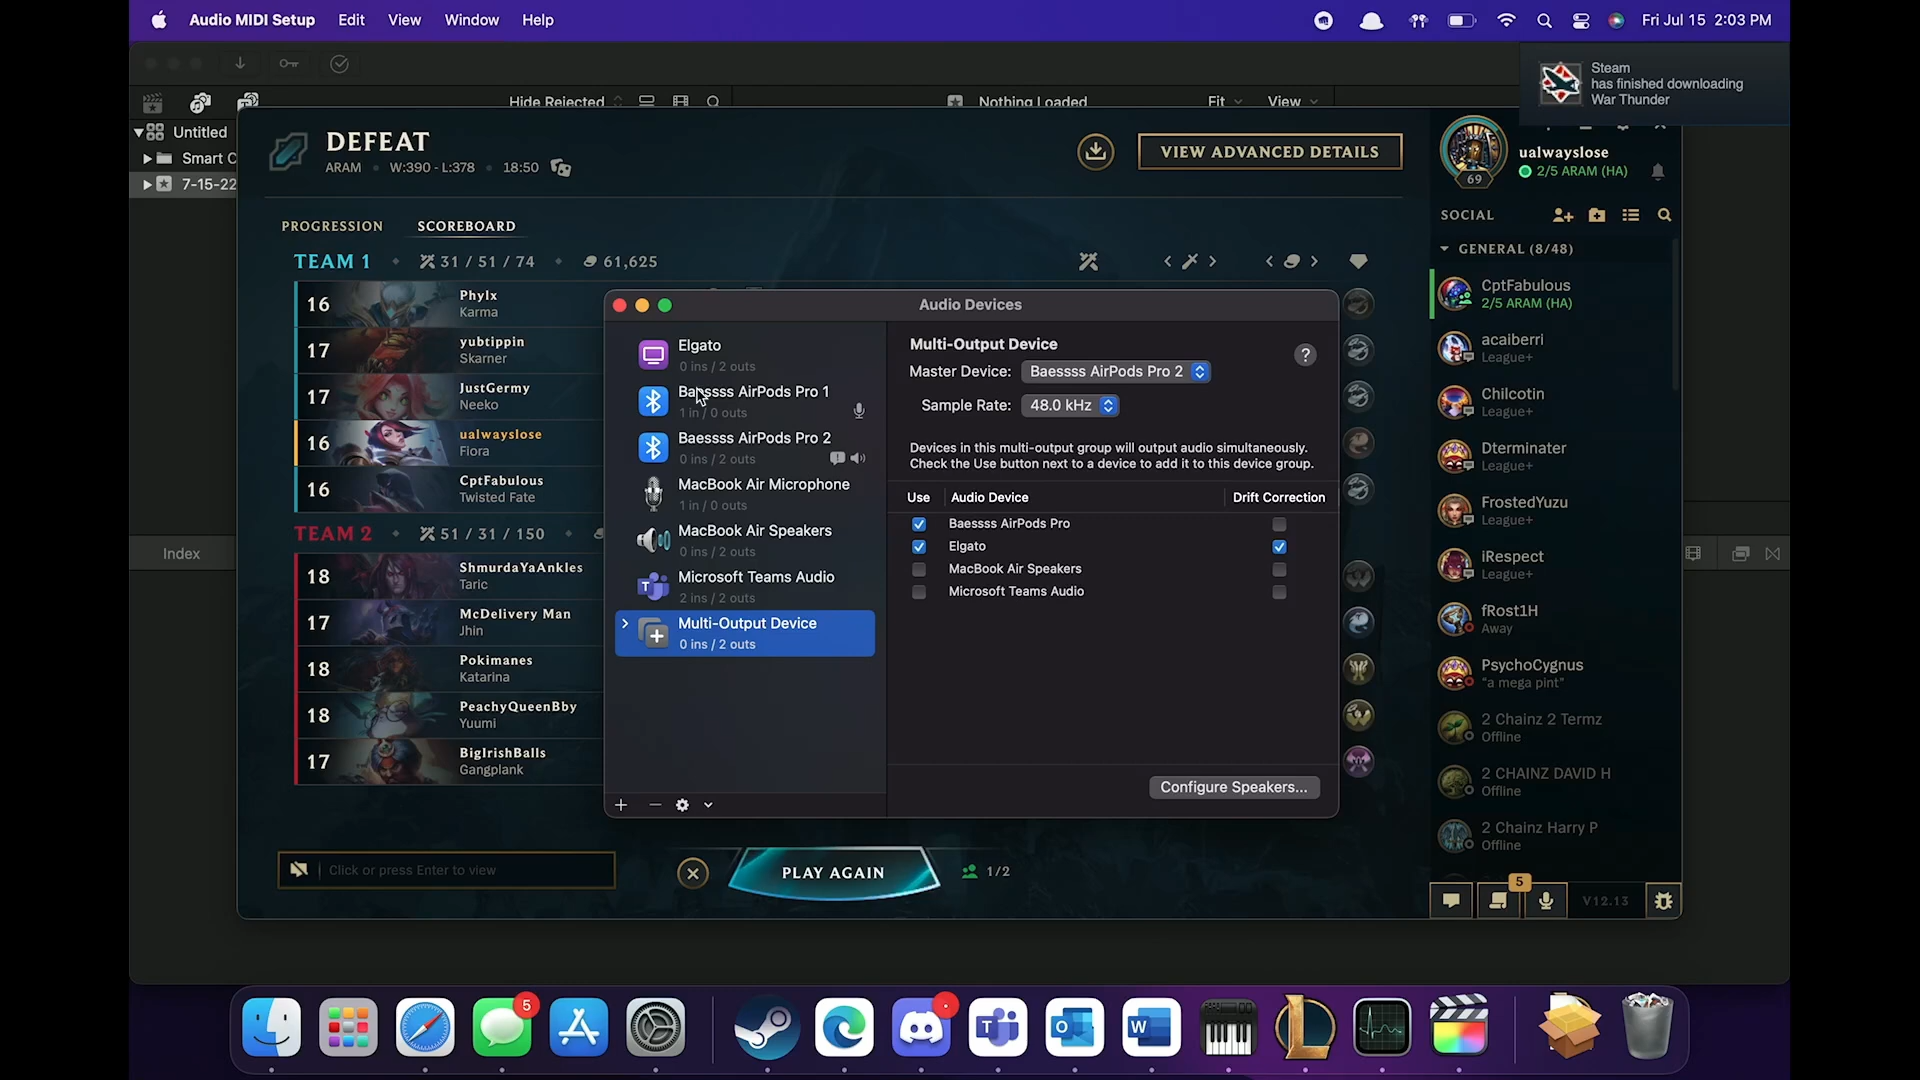 Audio MIDI Setup Edit View Window Help
Fri Jul 15 2:03 PM
Steam
has finished downloading
War Thunder
Hide Rejected
Nothing Loaded
Fit
View
Untitled
Smart C
7-15-22
Index
DEFEAT
ARAM • W:390 - L:378 • 18:50
VIEW ADVANCED DETAILS
PROGRESSION SCOREBOARD
TEAM 1 • 31 / 51 / 74 • 61,625
16 Phylx
Karma
17 yubtippin
Skarner
17 JustGermy
Neeko
16 ualwayslose
Fiora
16 CptFabulous
Twisted Fate
TEAM 2 • 51 / 31 / 150 •
18 ShmurdaYaAnkles
Taric
17 McDelivery Man
Jhin
18 Pokimanes
Katarina
18 PeachyQueenBby
Yuumi
17 BigIrishBalls
Gangplank
Click or press Enter to view
PLAY AGAIN
1/2
Audio Devices
Elgato
0 ins / 2 outs
Baessss AirPods Pro 1
1 in / 0 outs
Baessss AirPods Pro 2
0 ins / 2 outs
MacBook Air Microphone
1 in / 0 outs
MacBook Air Speakers
0 ins / 2 outs
Microsoft Teams Audio
2 ins / 2 outs
Multi-Output Device
0 ins / 2 outs
Multi-Output Device
Master Device: Baessss AirPods Pro 2
Sample Rate: 48.0 kHz
?
Devices in this multi-output group will output audio simultaneously.
Check the Use button next to a device to add it to this device group.
Use Audio Device Drift Correction
Baessss AirPods Pro
Elgato
MacBook Air Speakers
Microsoft Teams Audio
Configure Speakers...
69
ualwayslose
2/5 ARAM (HA)
SOCIAL
GENERAL (8/48)
CptFabulous
2/5 ARAM (HA)
acaiberri
League+
Chilcotin
League+
Dterminater
League+
FrostedYuzu
League+
iRespect
League+
fRost1H
Away
PsychoCygnus
"a mega pint"
2 Chainz 2 Termz
Offline
2 CHAINZ DAVID H
Offline
2 Chainz Harry P
Offline
5
V12.13
5